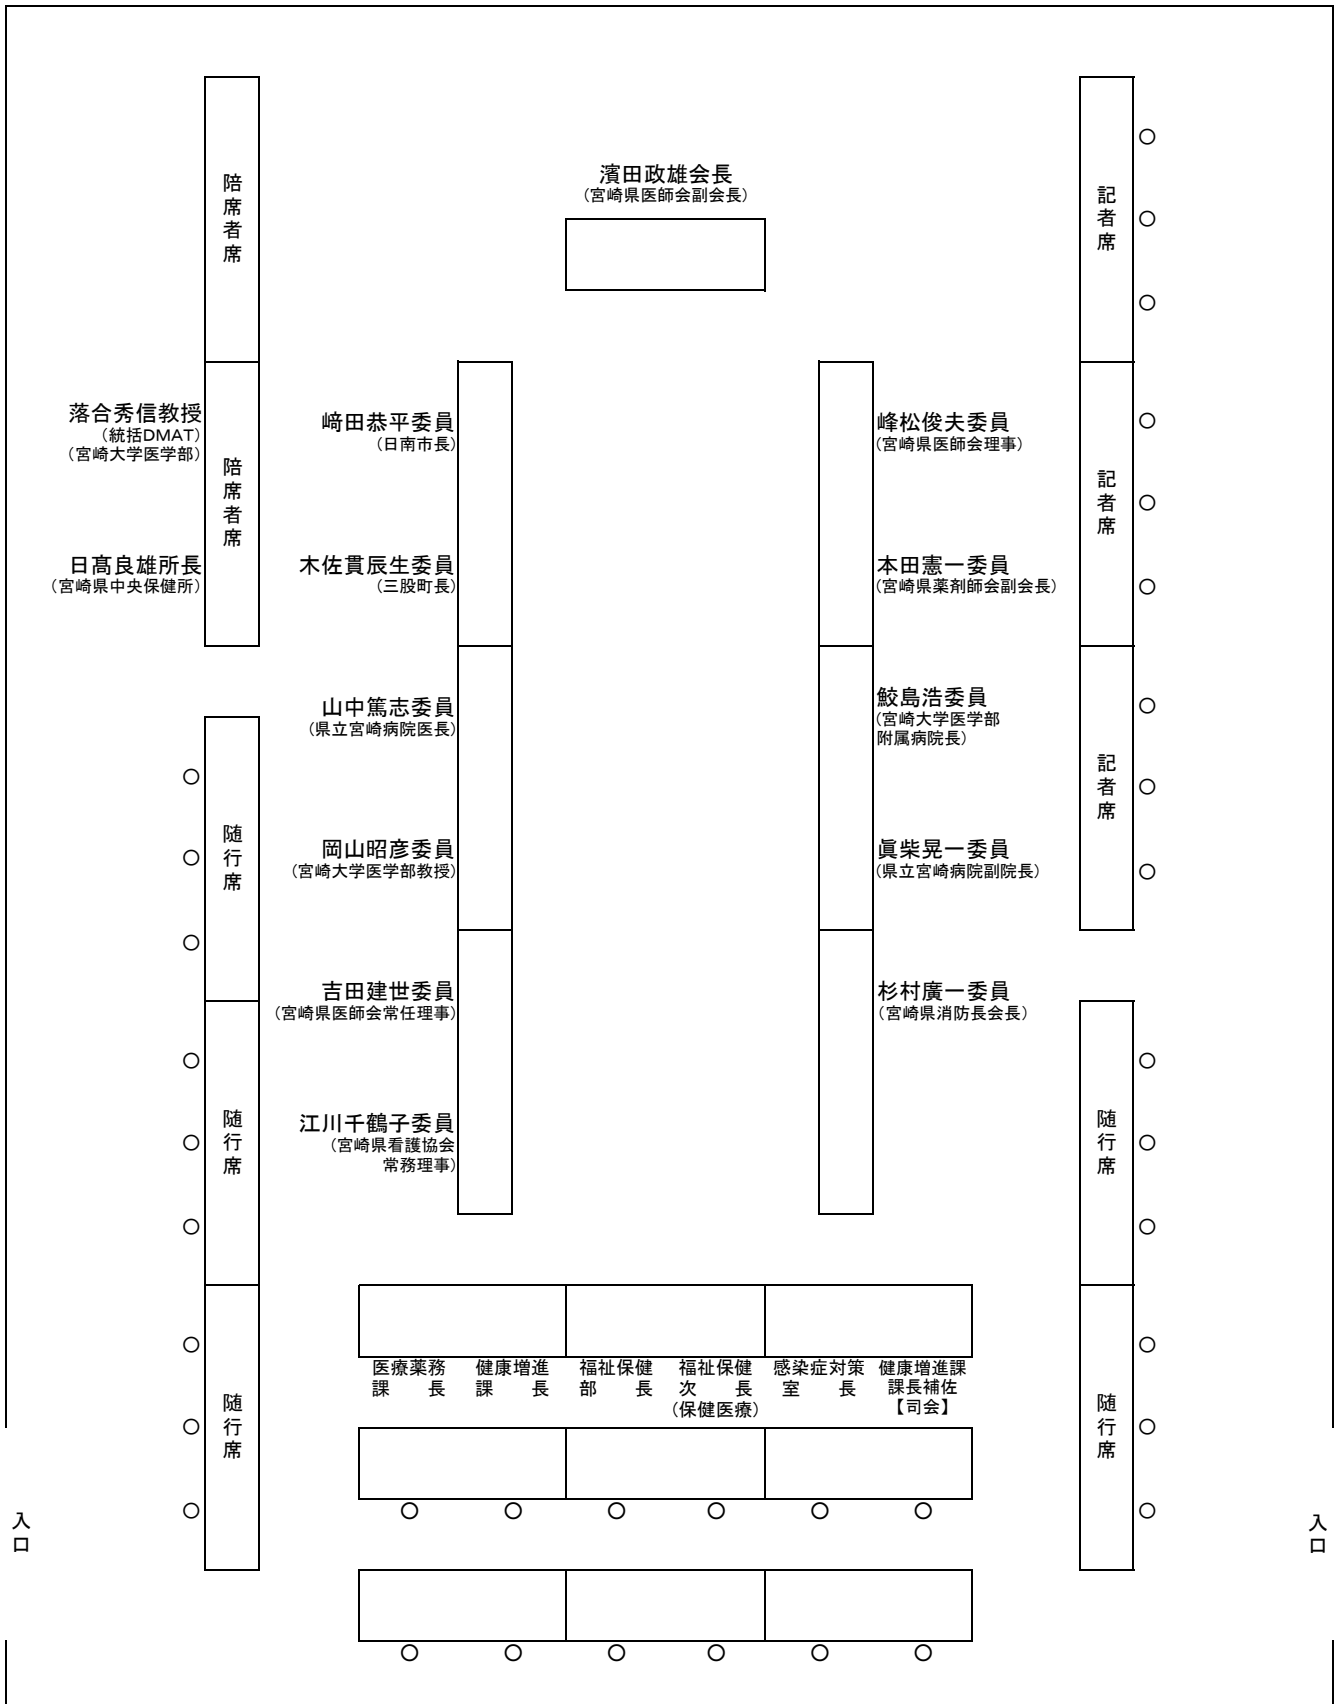 濱田政雄会長
（宮崎県医師会副会長）
陪席者席
記者席
落合秀信教授
（統括DMAT）
（宮崎大学医学部）
陪席者席
日髙良雄所長
（宮崎県中央保健所）
﨑田恭平委員
（日南市長）
木佐貫辰生委員
（三股町長）
山中篤志委員
（県立宮崎病院医長）
岡山昭彦委員
（宮崎大学医学部教授）
吉田建世委員
（宮崎県医師会常任理事）
江川千鶴子委員
（宮崎県看護協会
常務理事）
峰松俊夫委員
（宮崎県医師会理事）
本田憲一委員
（宮崎県薬剤師会副会長）
鮫島浩委員
（宮崎大学医学部
附属病院長）
眞柴晃一委員
（県立宮崎病院副院長）
杉村廣一委員
（宮崎県消防長会長）
記者席
記者席
随行席
随行席
随行席
随行席
随行席
医療薬務
課　長
健康増進
課　長
福祉保健
部　長
福祉保健
次　長
（保健医療）
感染症対策
室　長
健康増進課
課長補佐
【司会】
入口
入口